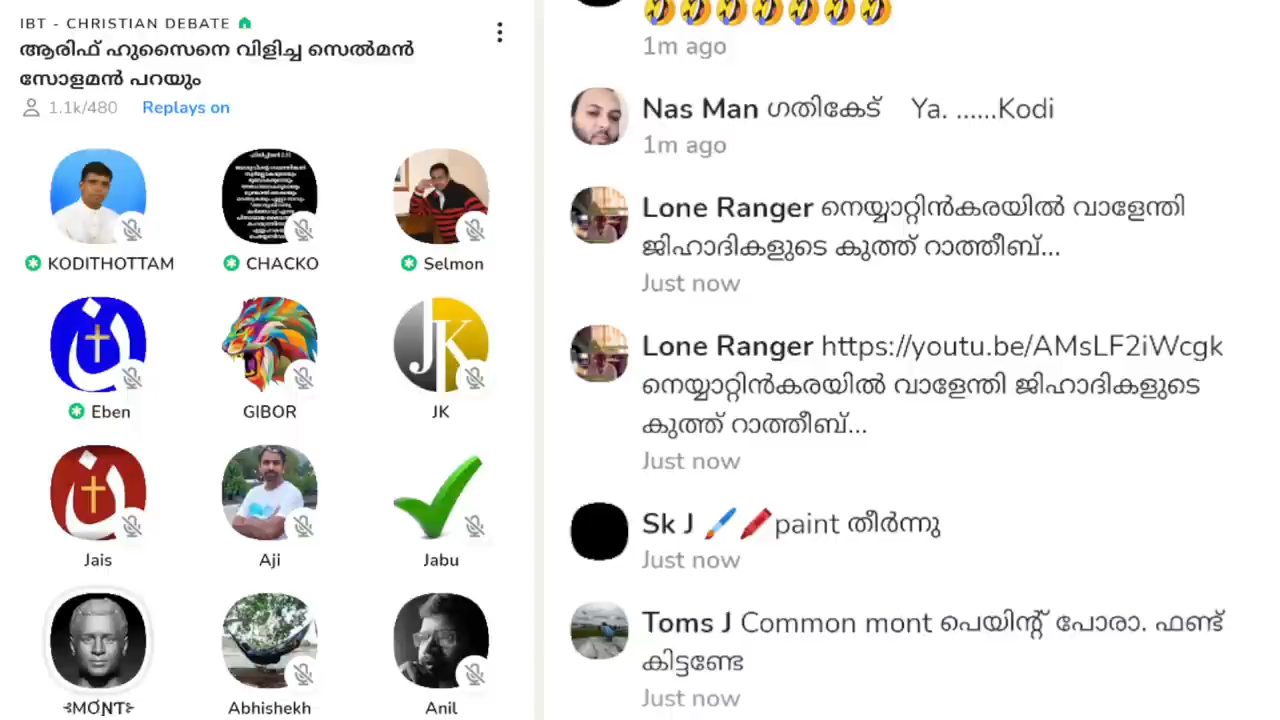 IBT - CHRISTIAN DEBATE
ആരിഫ് ഹുസൈനെ വിളിച്ച സെൽമൻ
സോളമൻ പറയും
1.1k/480 Replays on
KODITHOTTAM CHACKO Selmon
Eben GIBOR JK
Jais Aji Jabu
⊰MÓNT⊱ Abhishekh Anil
🤣🤣🤣🤣🤣🤣🤣
1m ago
Nas Man ഗതികേട് Ya. ......Kodi
1m ago
Lone Ranger നെയ്യാറ്റിൻകരയിൽ വാളേന്തി
ജിഹാദികളുടെ കുത്ത് റാത്തീബ്...
Just now
Lone Ranger https://youtu.be/AMsLF2iWcgk
നെയ്യാറ്റിൻകരയിൽ വാളേന്തി ജിഹാദികളുടെ
കുത്ത് റാത്തീബ്...
Just now
Sk J 🖌️🖍️paint തീർന്നു
Just now
Toms J Common mont പെയിന്റ് പോരാ. ഫണ്ട്
കിട്ടണ്ടേ
Just now